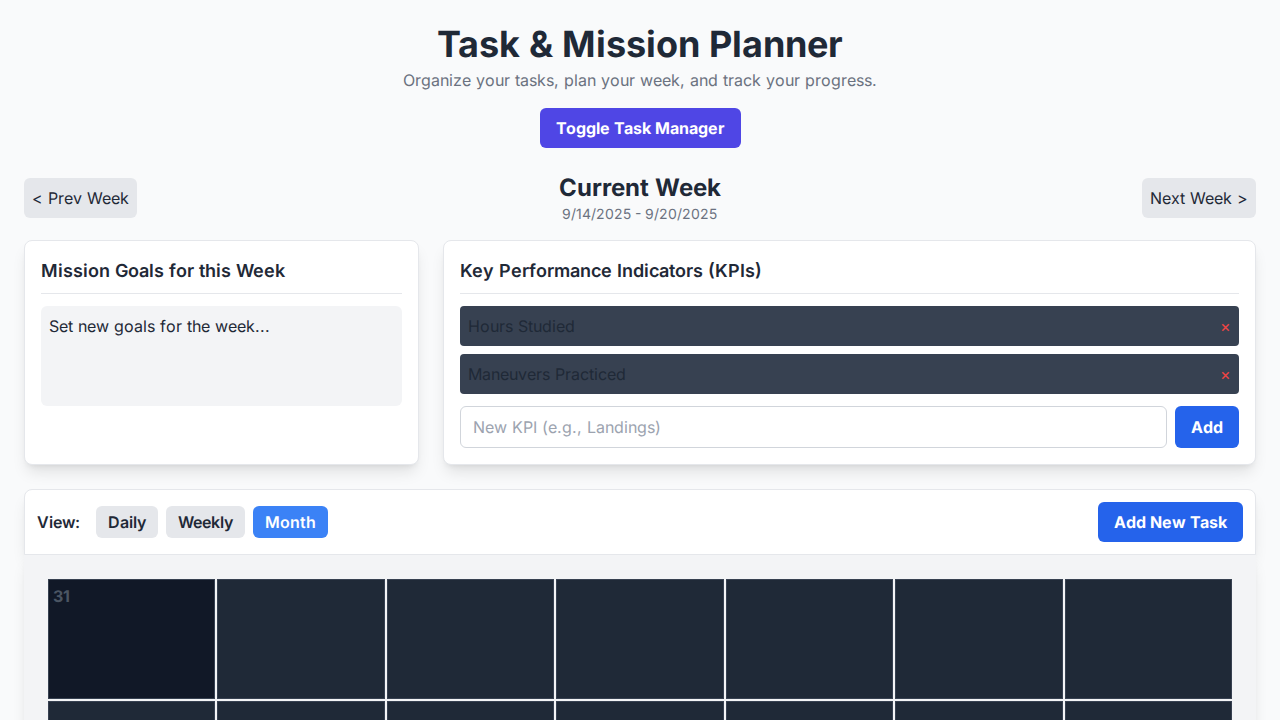 Task & Mission Planner
Organize your tasks, plan your week, and track your progress.
Toggle Task Manager
< Prev Week
Current Week
9/14/2025 - 9/20/2025
Next Week >
Mission Goals for this Week
Set new goals for the week...
Key Performance Indicators (KPIs)
Hours Studied ×
Maneuvers Practiced ×
New KPI (e.g., Landings) Add
View: Daily Weekly Month Add New Task
31